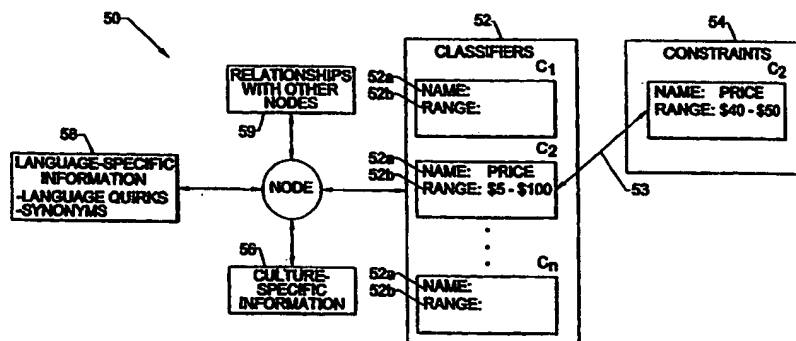 50
52
54
CLASSIFIERS
CONSTRAINTS
C1
52a
NAME:
52b
RANGE:
C2
NAME: PRICE
RANGE: $40 - $50
RELATIONSHIPS
WITH OTHER
NODES
59
58
LANGUAGE-SPECIFIC
INFORMATION
-LANGUAGE QUIRKS
-SYNONYMS
NODE
C2
52a
NAME: PRICE
52b
RANGE: $5 - $100
53
56
CULTURE-
SPECIFIC
INFORMATION
Cn
52a
NAME:
52b
RANGE: